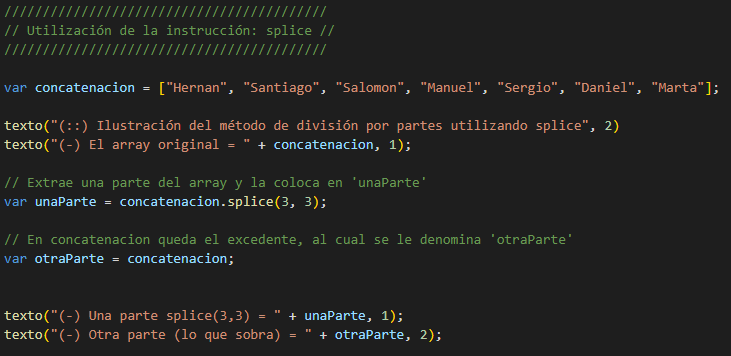 //////////////////////////////////////////
// Utilización de la instrucción: splice //
//////////////////////////////////////////
var concatenacion = ["Hernan", "Santiago", "Salomon", "Manuel", "Sergio", "Daniel", "Marta"];
texto("(::) Ilustración del método de división por partes utilizando splice", 2)
texto("(-) El array original = " + concatenacion, 1);
// Extrae una parte del array y la coloca en 'unaParte'
var unaParte = concatenacion.splice(3, 3);
// En concatenacion queda el excedente, al cual se le denomina 'otraParte'
var otraParte = concatenacion;
texto("(-) Una parte splice(3,3) = " + unaParte, 1);
texto("(-) Otra parte (lo que sobra) = " + otraParte, 2);